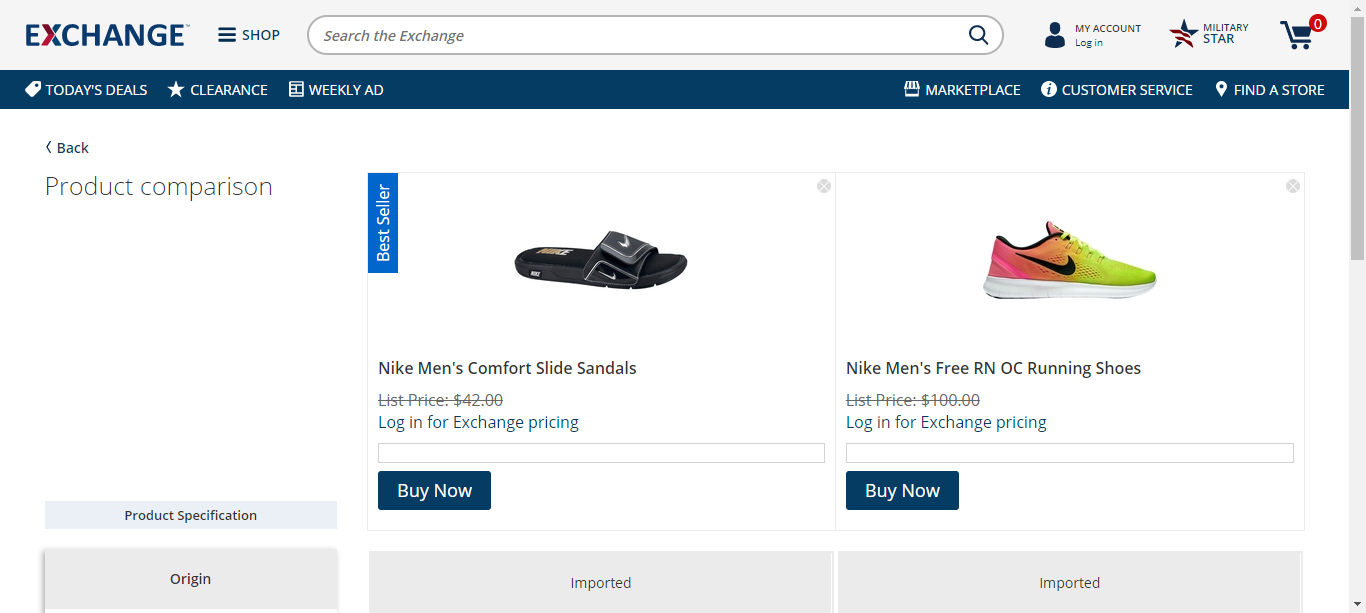 EXCHANGE
SHOP
Search the Exchange
MY ACCOUNT
Log in
MILITARY
STAR
0
TODAY'S DEALS
CLEARANCE
WEEKLY AD
MARKETPLACE
CUSTOMER SERVICE
FIND A STORE
Back
Product comparison
Best Seller
NIKE
NIKE
Nike Men's Comfort Slide Sandals
List Price: $42.00
Log in for Exchange pricing
Buy Now
Nike Men's Free RN OC Running Shoes
List Price: $100.00
Log in for Exchange pricing
Buy Now
Product Specification
Origin
Imported
Imported